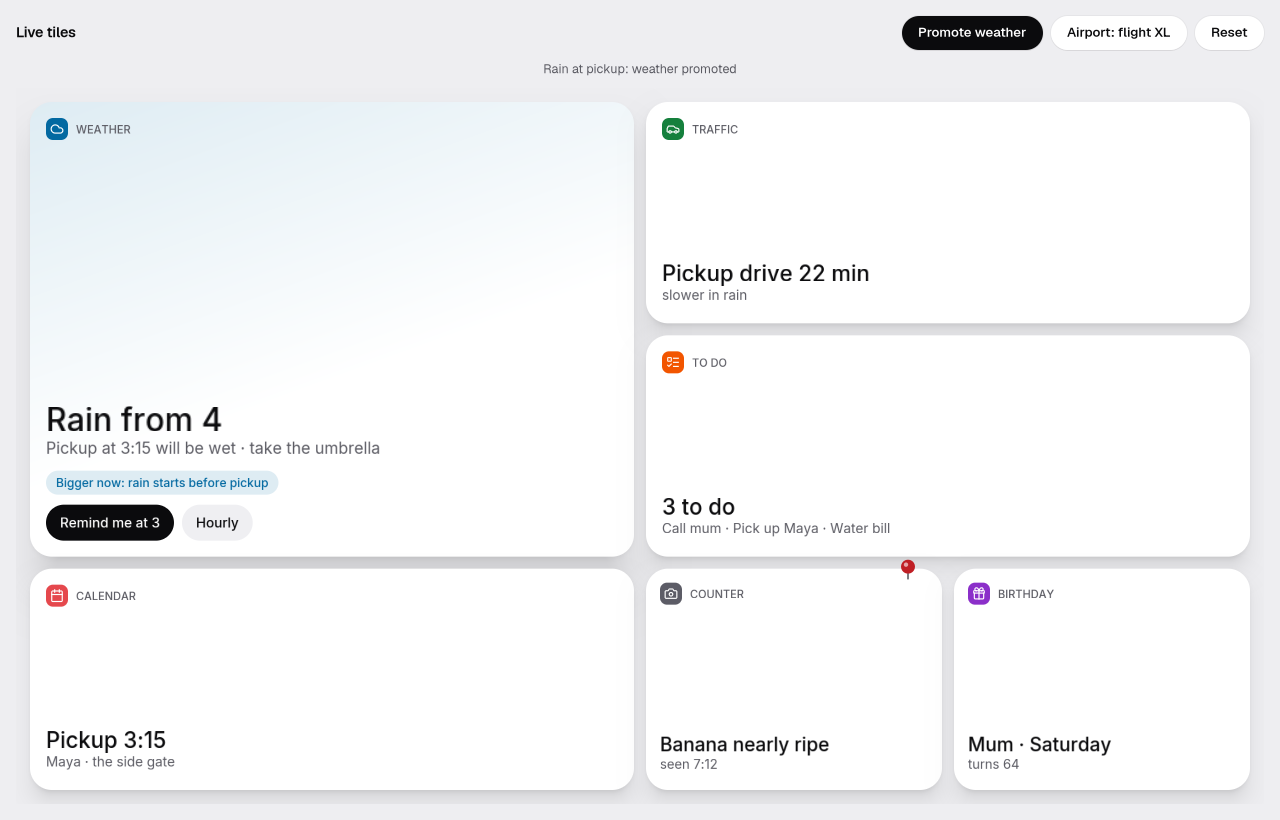 Live tiles
Promote weather
Airport: flight XL
Reset
Rain at pickup: weather promoted
WEATHER
Rain from 4
Pickup at 3:15 will be wet · take the umbrella
Bigger now: rain starts before pickup
Remind me at 3
Hourly
TRAFFIC
Pickup drive 22 min
slower in rain
TO DO
3 to do
Call mum · Pick up Maya · Water bill
CALENDAR
Pickup 3:15
Maya · the side gate
COUNTER
Banana nearly ripe
seen 7:12
BIRTHDAY
Mum · Saturday
turns 64